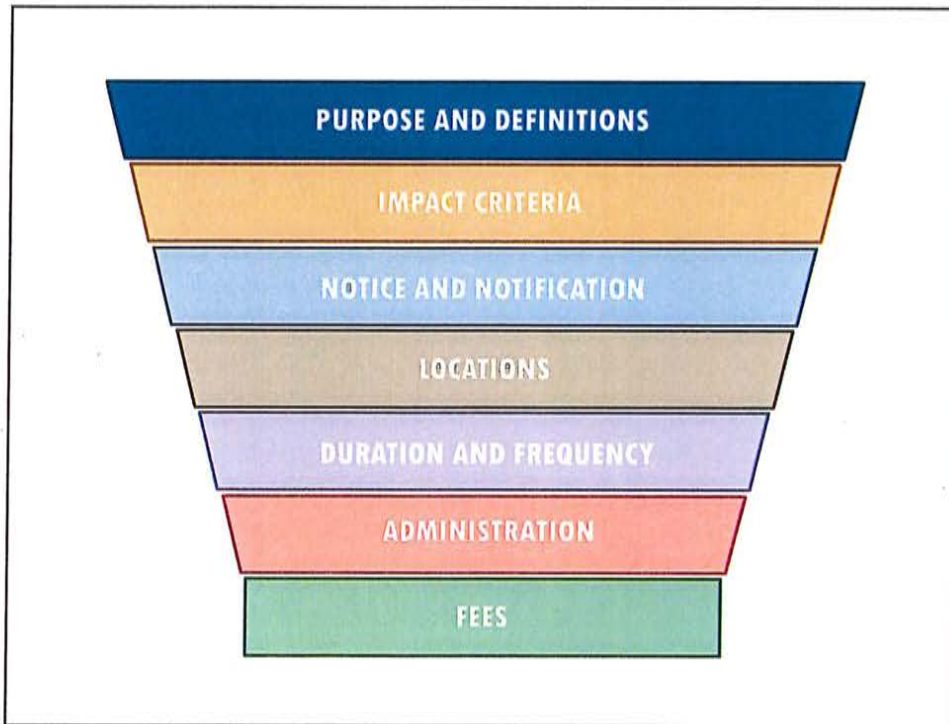 PURPOSE AND DEFINITIONS
IMPACT CRITERIA
NOTICE AND NOTIFICATION
LOCATIONS
DURATION AND FREQUENCY
ADMINISTRATION
FEES